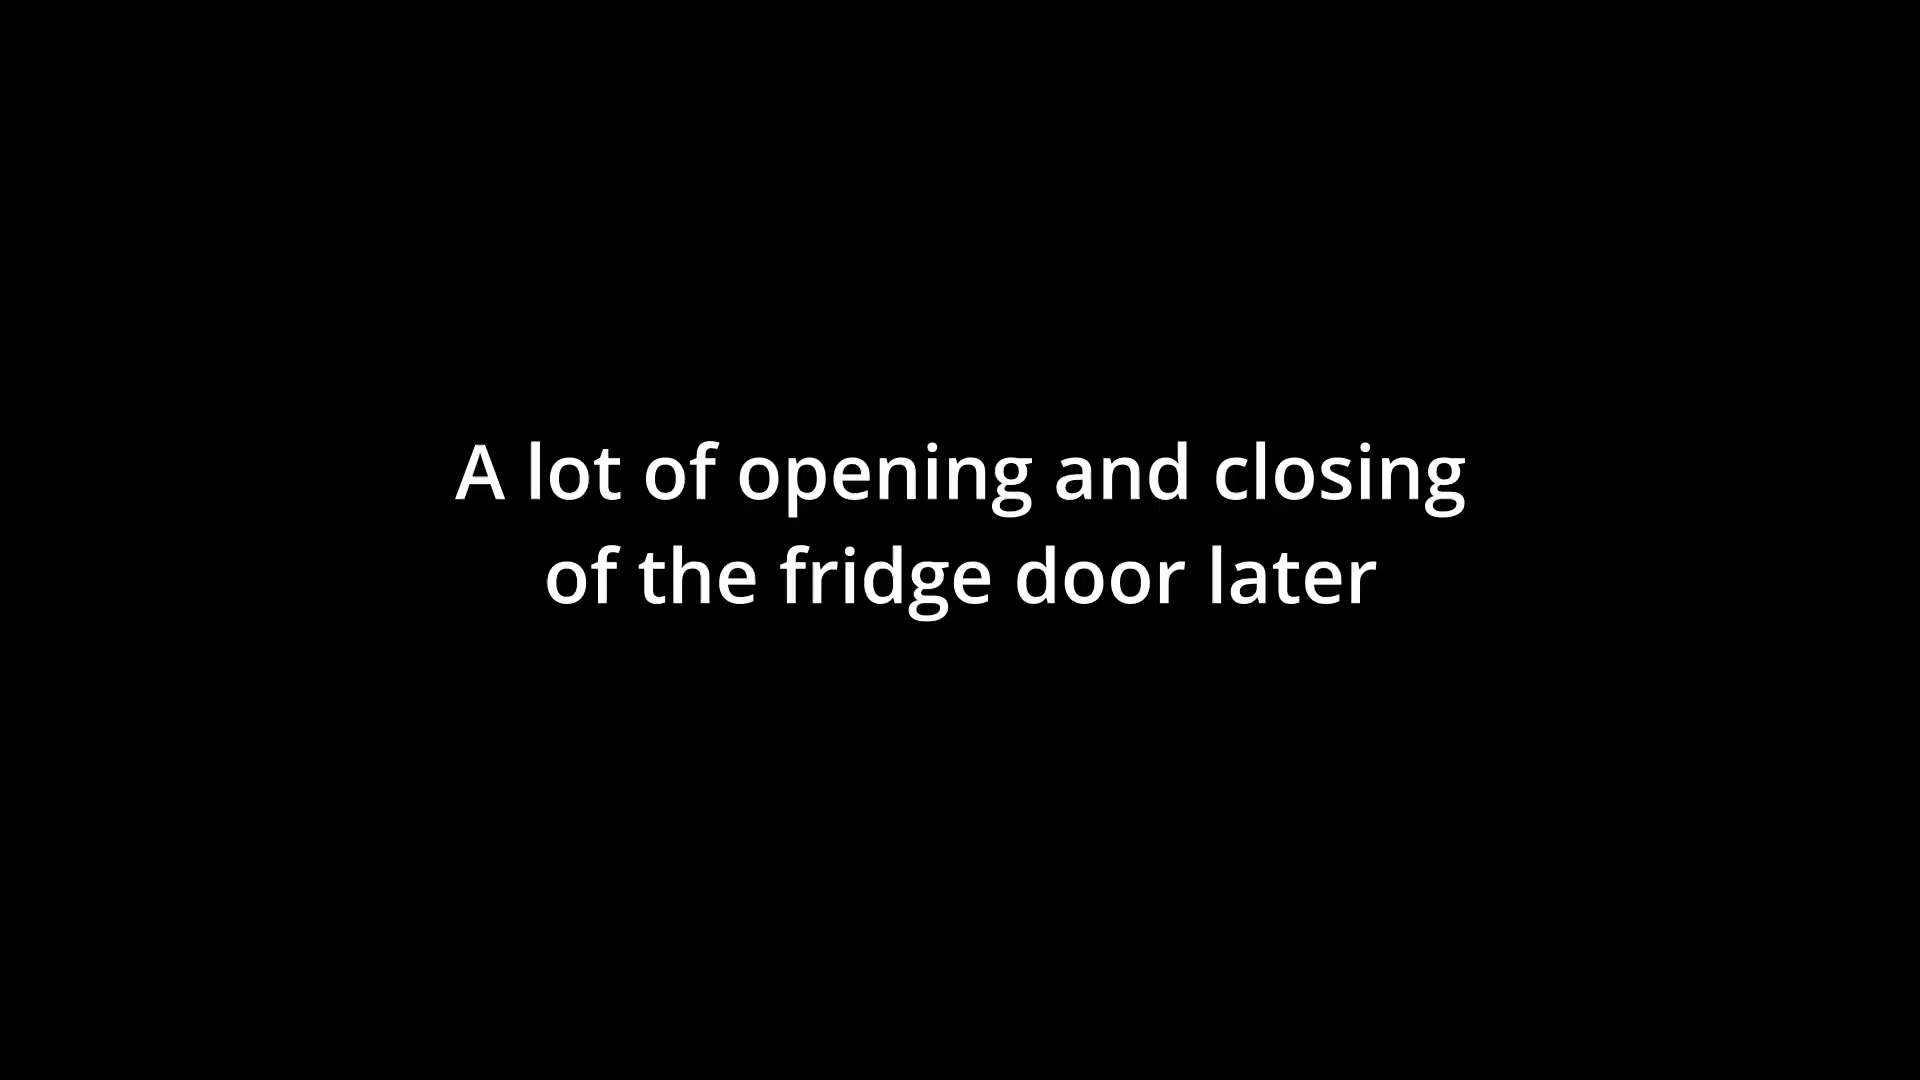 A lot of opening and closing
of the fridge door later